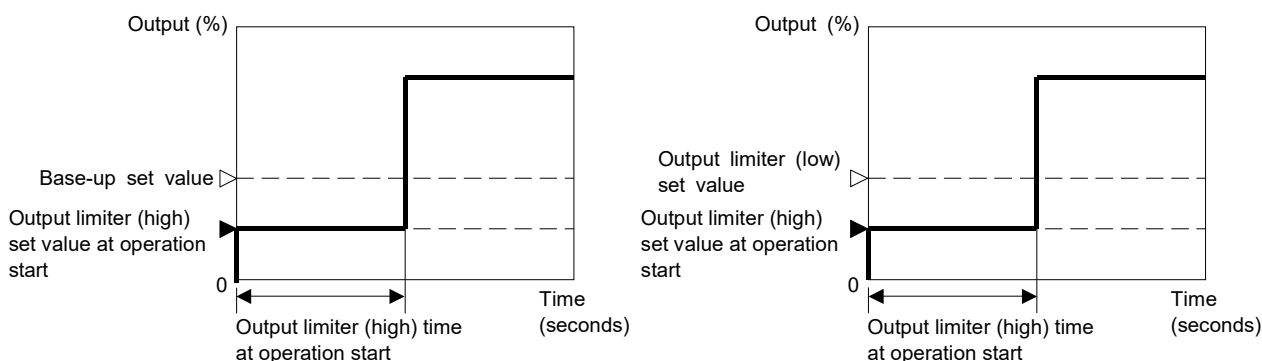 Output (%)
Base-up set value
Output limiter (high)
set value at operation
start
0
Time
(seconds)
Output limiter (high) time
at operation start
Output (%)
Output limiter (low)
set value
Output limiter (high)
set value at operation
start
0
Time
(seconds)
Output limiter (high) time
at operation start